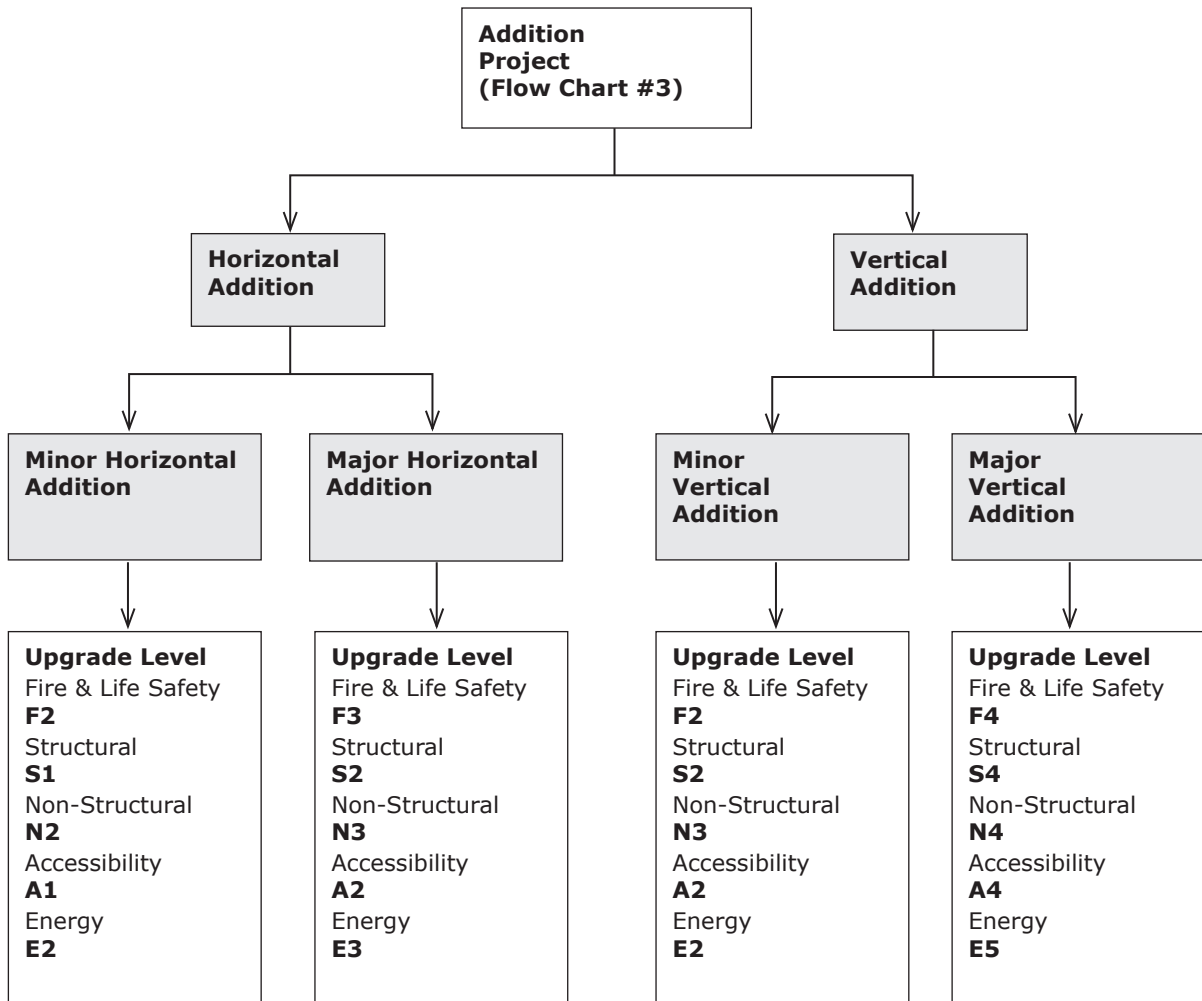 Addition
Project
(Flow Chart #3)
Horizontal
Addition
Vertical
Addition
Minor Horizontal
Addition
Major Horizontal
Addition
Minor
Vertical
Addition
Major
Vertical
Addition
Upgrade Level
Fire & Life Safety
F2
Structural
S1
Non-Structural
N2
Accessibility
A1
Energy
E2
Upgrade Level
Fire & Life Safety
F3
Structural
S2
Non-Structural
N3
Accessibility
A2
Energy
E3
Upgrade Level
Fire & Life Safety
F2
Structural
S2
Non-Structural
N3
Accessibility
A2
Energy
E2
Upgrade Level
Fire & Life Safety
F4
Structural
S4
Non-Structural
N4
Accessibility
A4
Energy
E5